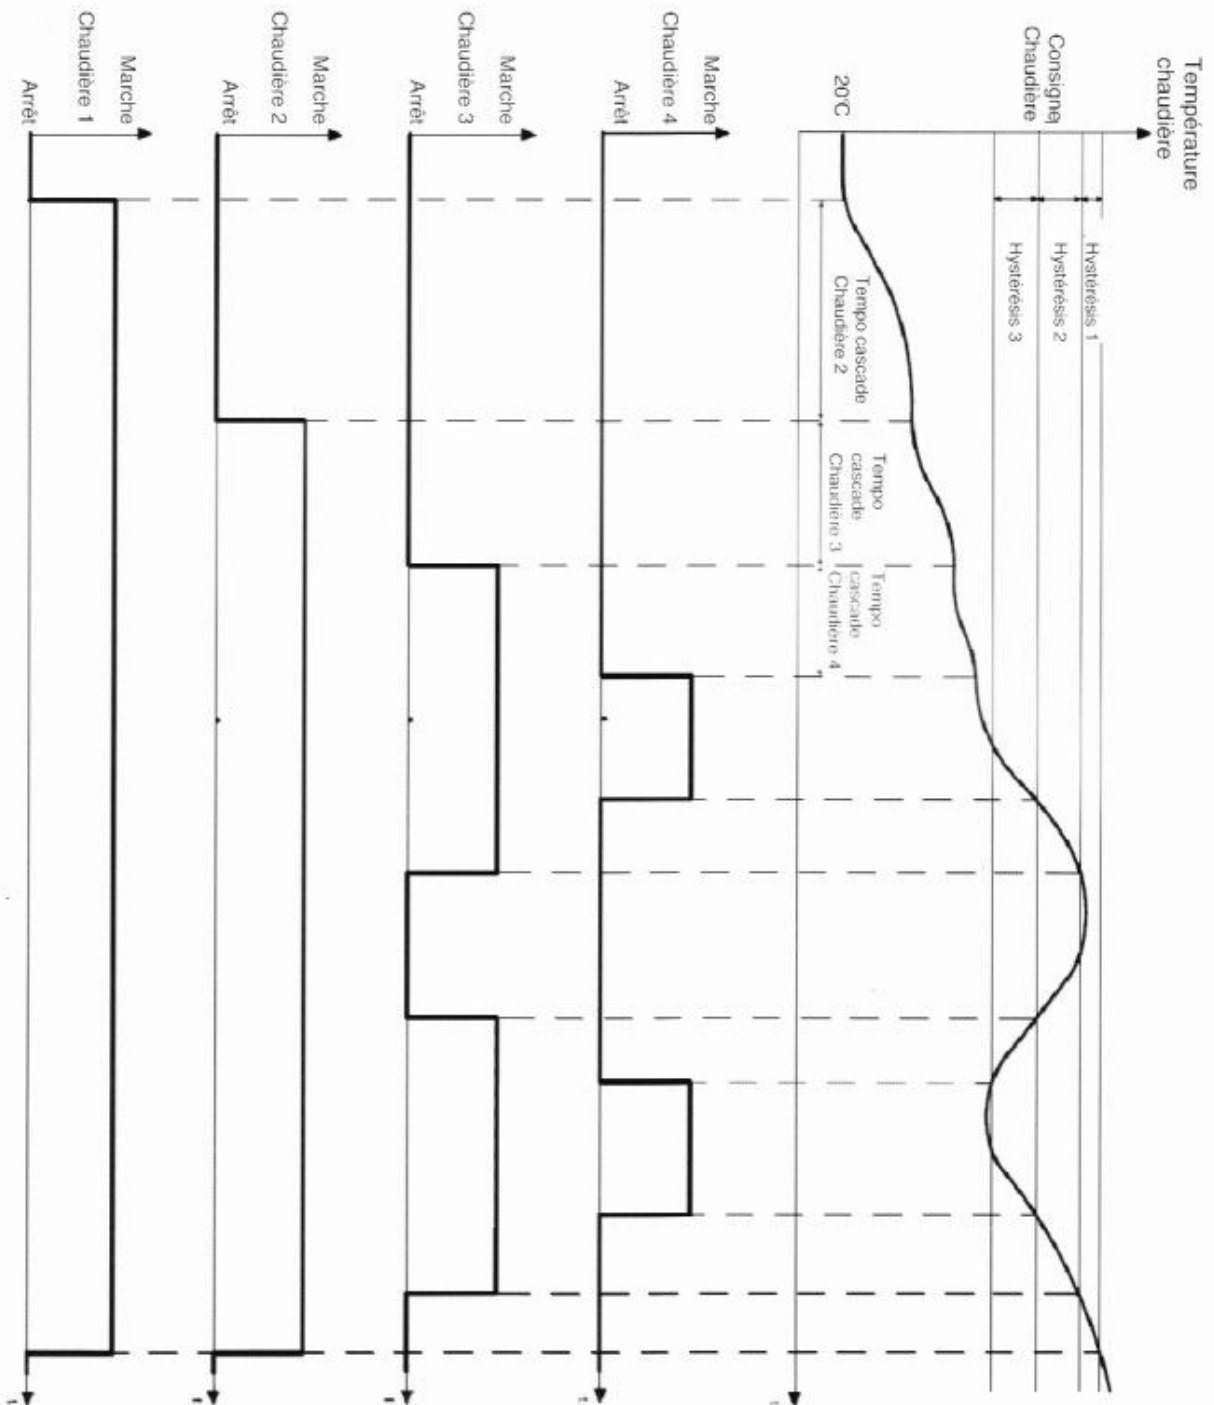 Température
chaudière
Consigne
Chaudière
20°C
Hystérésis 1
Hystérésis 2
Hystérésis 3
Tempo cascade
Chaudière 2
Tempo
cascade
Chaudière 3
Tempo
cascade
Chaudière 4
t
Marche
Chaudière 4
Arrêt
t
Marche
Chaudière 3
Arrêt
t
Marche
Chaudière 2
Arrêt
t
Marche
Chaudière 1
Arrêt
t